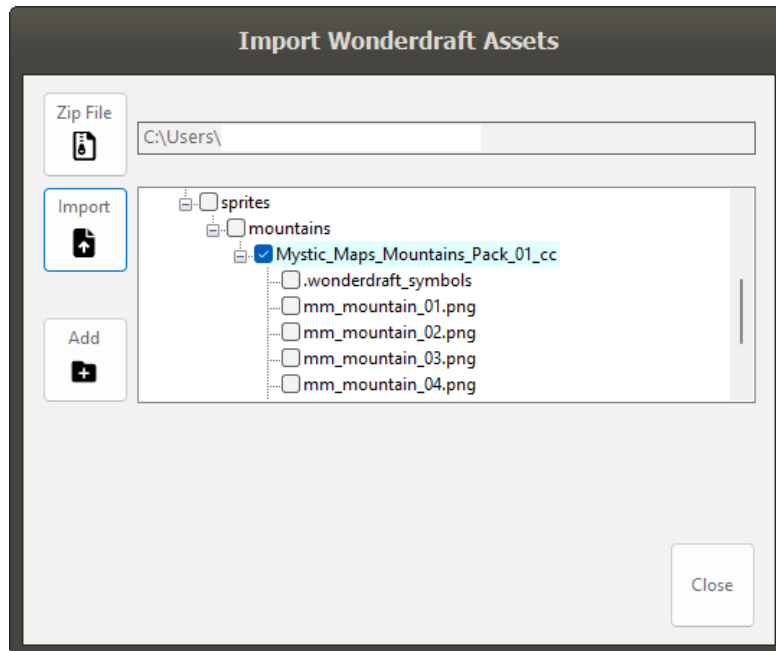 Import Wonderdraft Assets
Zip File
C:\Users\
Import
sprites
mountains
Mystic_Maps_Mountains_Pack_01_cc
.wonderdraft_symbols
mm_mountain_01.png
mm_mountain_02.png
mm_mountain_03.png
Add
mm_mountain_04.png
Close